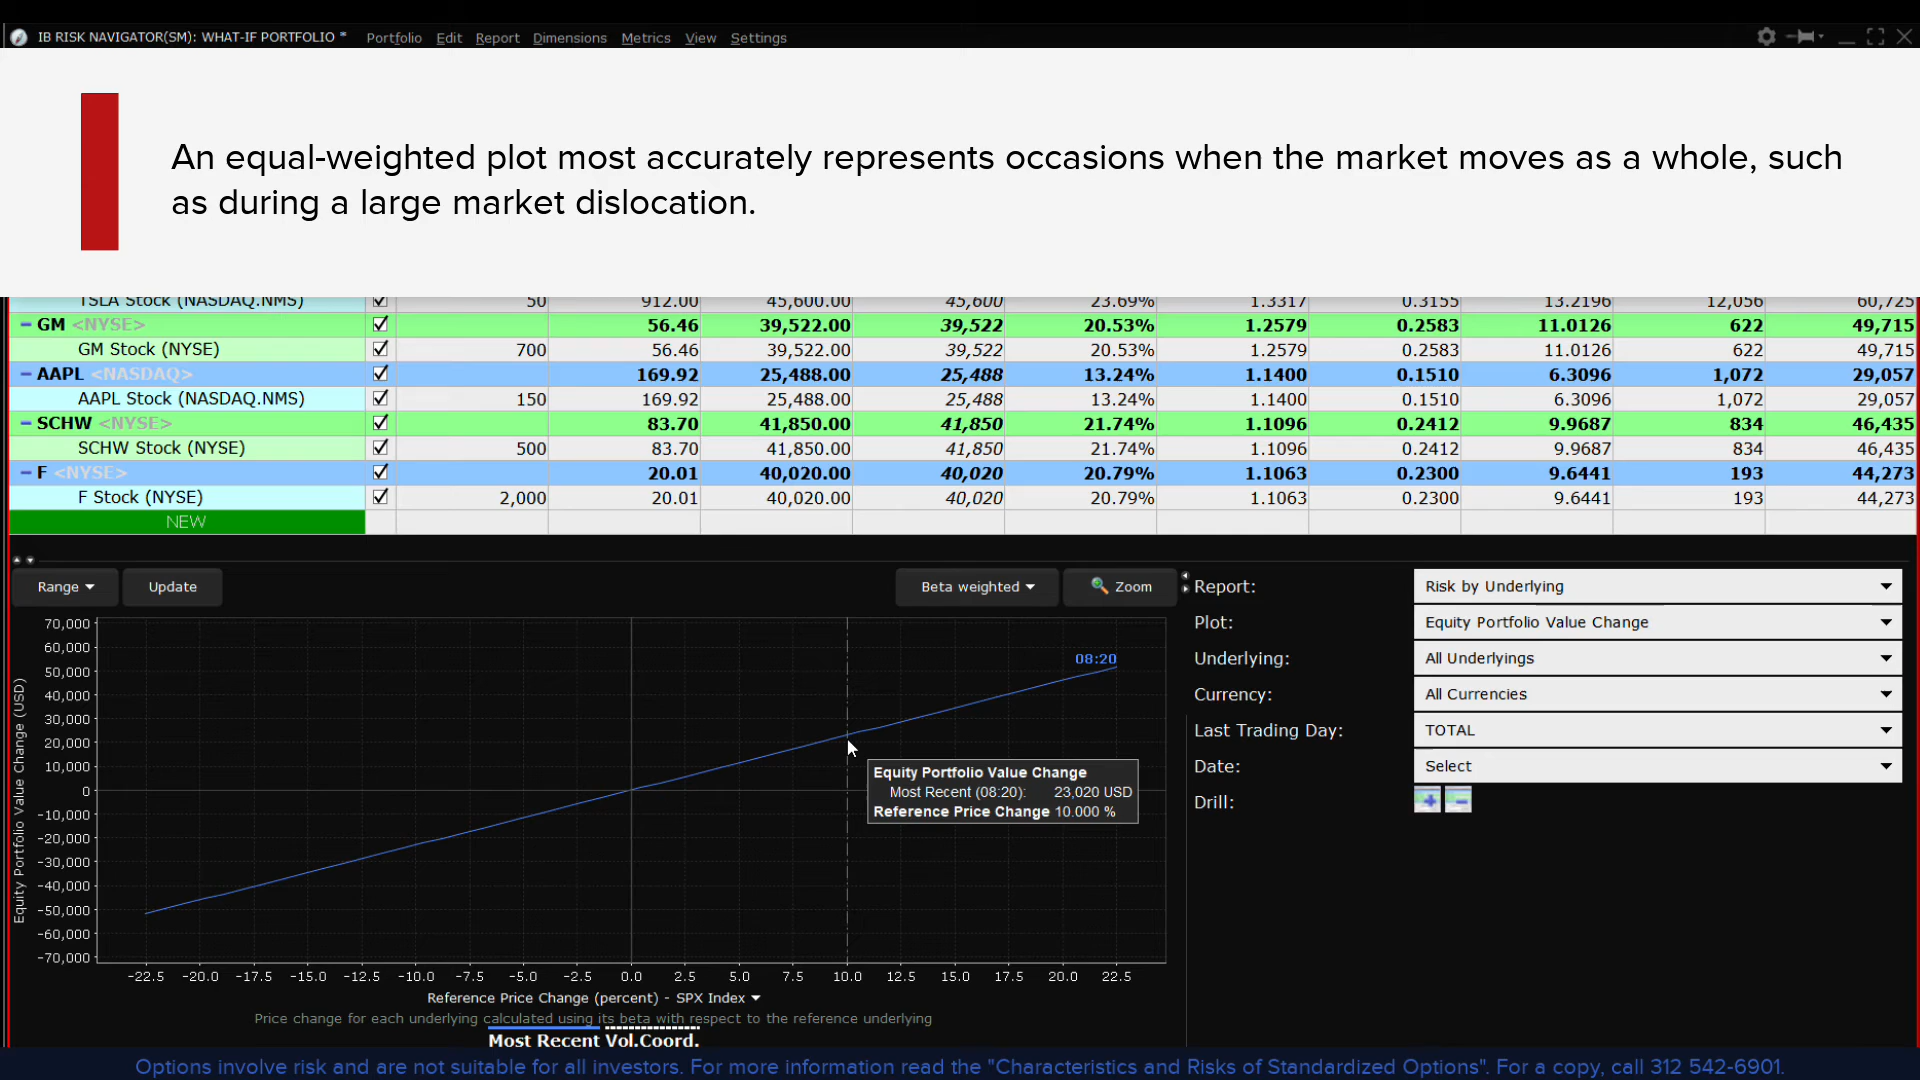 IB RISK NAVIGATOR(SM): WHAT-IF PORTFOLIO * Portfolio Edit Report Dimensions Metrics View Settings
An equal-weighted plot most accurately represents occasions when the market moves as a whole, such
as during a large market dislocation.
TSLA Stock (NASDAQ.NMS) 50 912.00 45,600.00 45,600 23.69% 1.3317 0.3155 13.2196 12,056 60,725
GM <NYSE> 56.46 39,522.00 39,522 20.53% 1.2579 0.2583 11.0126 622 49,715
GM Stock (NYSE) 700 56.46 39,522.00 39,522 20.53% 1.2579 0.2583 11.0126 622 49,715
AAPL <NASDAQ> 169.92 25,488.00 25,488 13.24% 1.1400 0.1510 6.3096 1,072 29,057
AAPL Stock (NASDAQ.NMS) 150 169.92 25,488.00 25,488 13.24% 1.1400 0.1510 6.3096 1,072 29,057
SCHW <NYSE> 83.70 41,850.00 41,850 21.74% 1.1096 0.2412 9.9687 834 46,435
SCHW Stock (NYSE) 500 83.70 41,850.00 41,850 21.74% 1.1096 0.2412 9.9687 834 46,435
F <NYSE> 20.01 40,020.00 40,020 20.79% 1.1063 0.2300 9.6441 193 44,273
F Stock (NYSE) 2,000 20.01 40,020.00 40,020 20.79% 1.1063 0.2300 9.6441 193 44,273
NEW
Range Update Beta weighted Zoom
Equity Portfolio Value Change (USD)
70,000
60,000
50,000
40,000
30,000
20,000
10,000
0
-10,000
-20,000
-30,000
-40,000
-50,000
-60,000
-70,000
08:20
Equity Portfolio Value Change
Most Recent (08:20): 23,020 USD
Reference Price Change 10.000 %
-22.5 -20.0 -17.5 -15.0 -12.5 -10.0 -7.5 -5.0 -2.5 0.0 2.5 5.0 7.5 10.0 12.5 15.0 17.5 20.0 22.5
Reference Price Change (percent) - SPX Index
Price change for each underlying calculated using its beta with respect to the reference underlying
Most Recent Vol.Coord.
Report: Risk by Underlying
Plot: Equity Portfolio Value Change
Underlying: All Underlyings
Currency: All Currencies
Last Trading Day: TOTAL
Date: Select
Drill:
Options involve risk and are not suitable for all investors. For more information read the "Characteristics and Risks of Standardized Options". For a copy, call 312 542-6901.